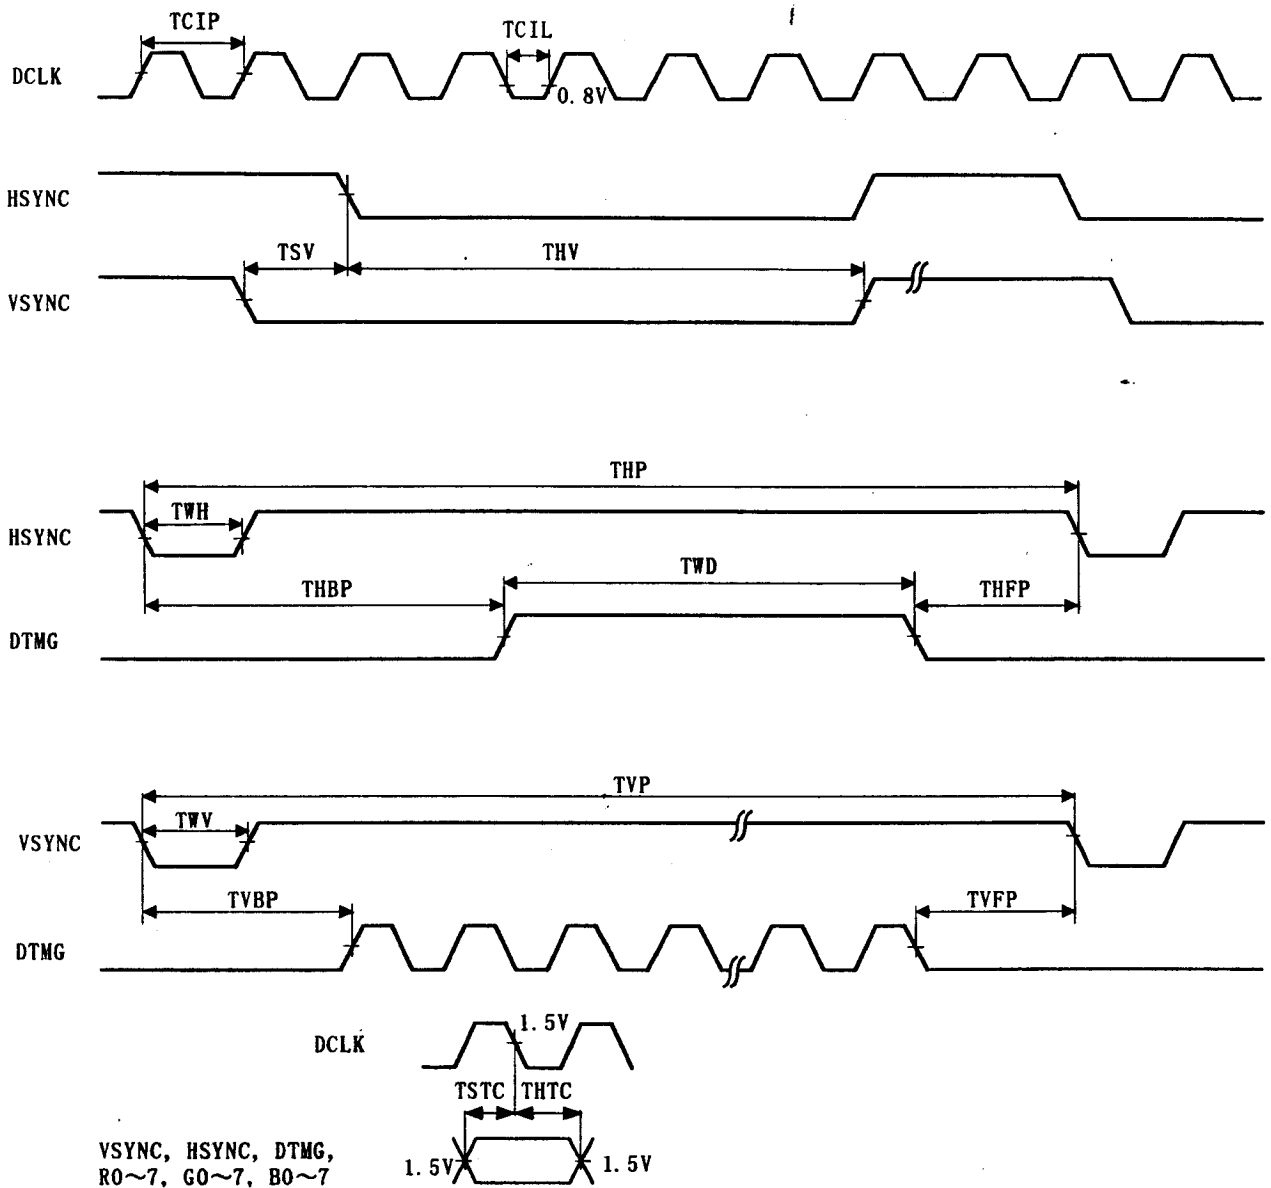 TCIP
TCIL
DCLK
0.8V
HSYNC
TSV
THV
VSYNC
THP
TWH
HSYNC
TWD
THBP
THFP
DTMG
TVP
TWV
VSYNC
TVBP
TVFP
DTMG
1.5V
DCLK
TSTC THTC
VSYNC, HSYNC, DTMG,
1.5V
1.5V
R0~7, G0~7, B0~7